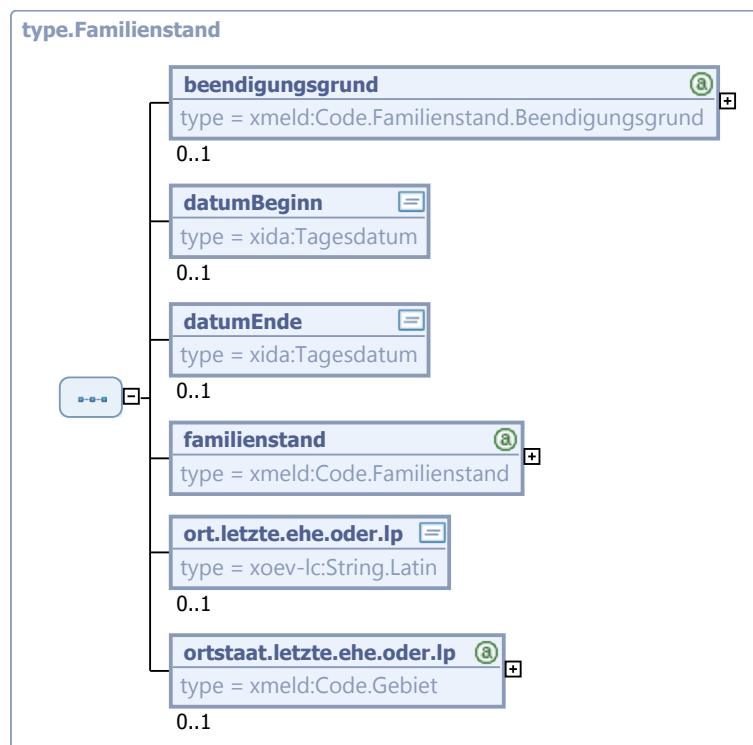 type.Familienstand
beendigungsgrund
type = xmeld:Code.Familienstand.Beendigungsgrund
0..1
datumBeginn
type = xida:Tagesdatum
0..1
datumEnde
type = xida:Tagesdatum
0..1
familienstand
type = xmeld:Code.Familienstand
ort.letzte.ehe.oder.lp
type = xoev-lc:String.Latin
0..1
ortstaat.letzte.ehe.oder.lp
type = xmeld:Code.Gebiet
0..1